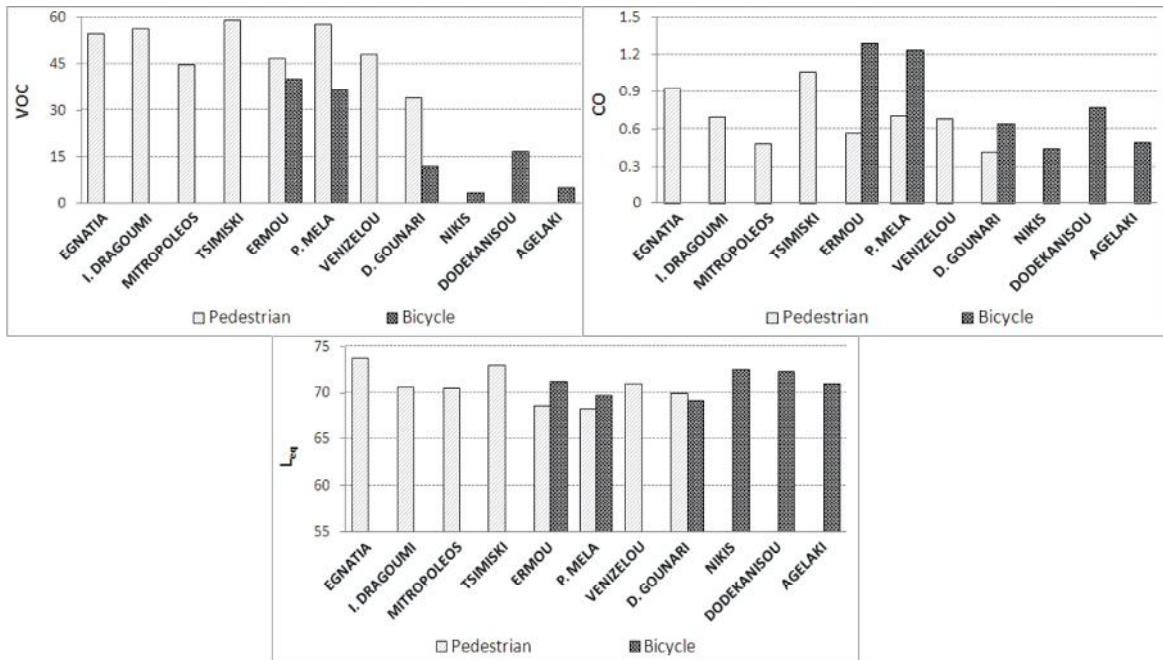 VOC
60
45
30
15
0
EGNATIA
I. DRAGOUMI
MITROPOLEOS
TSIMISKI
ERMOU
P. MELA
VENIZELOU
D. GOUNARI
NIKIS
DODEKANISOU
AGELAKI
Pedestrian Bicycle
CO
1.5
1.2
0.9
0.6
0.3
0
EGNATIA
I. DRAGOUMI
MITROPOLEOS
TSIMISKI
ERMOU
P. MELA
VENIZELOU
D. GOUNARI
NIKIS
DODEKANISOU
AGELAKI
Pedestrian Bicycle
Leq
75
70
65
60
55
EGNATIA
I. DRAGOUMI
MITROPOLEOS
TSIMISKI
ERMOU
P. MELA
VENIZELOU
D. GOUNARI
NIKIS
DODEKANISOU
AGELAKI
Pedestrian Bicycle